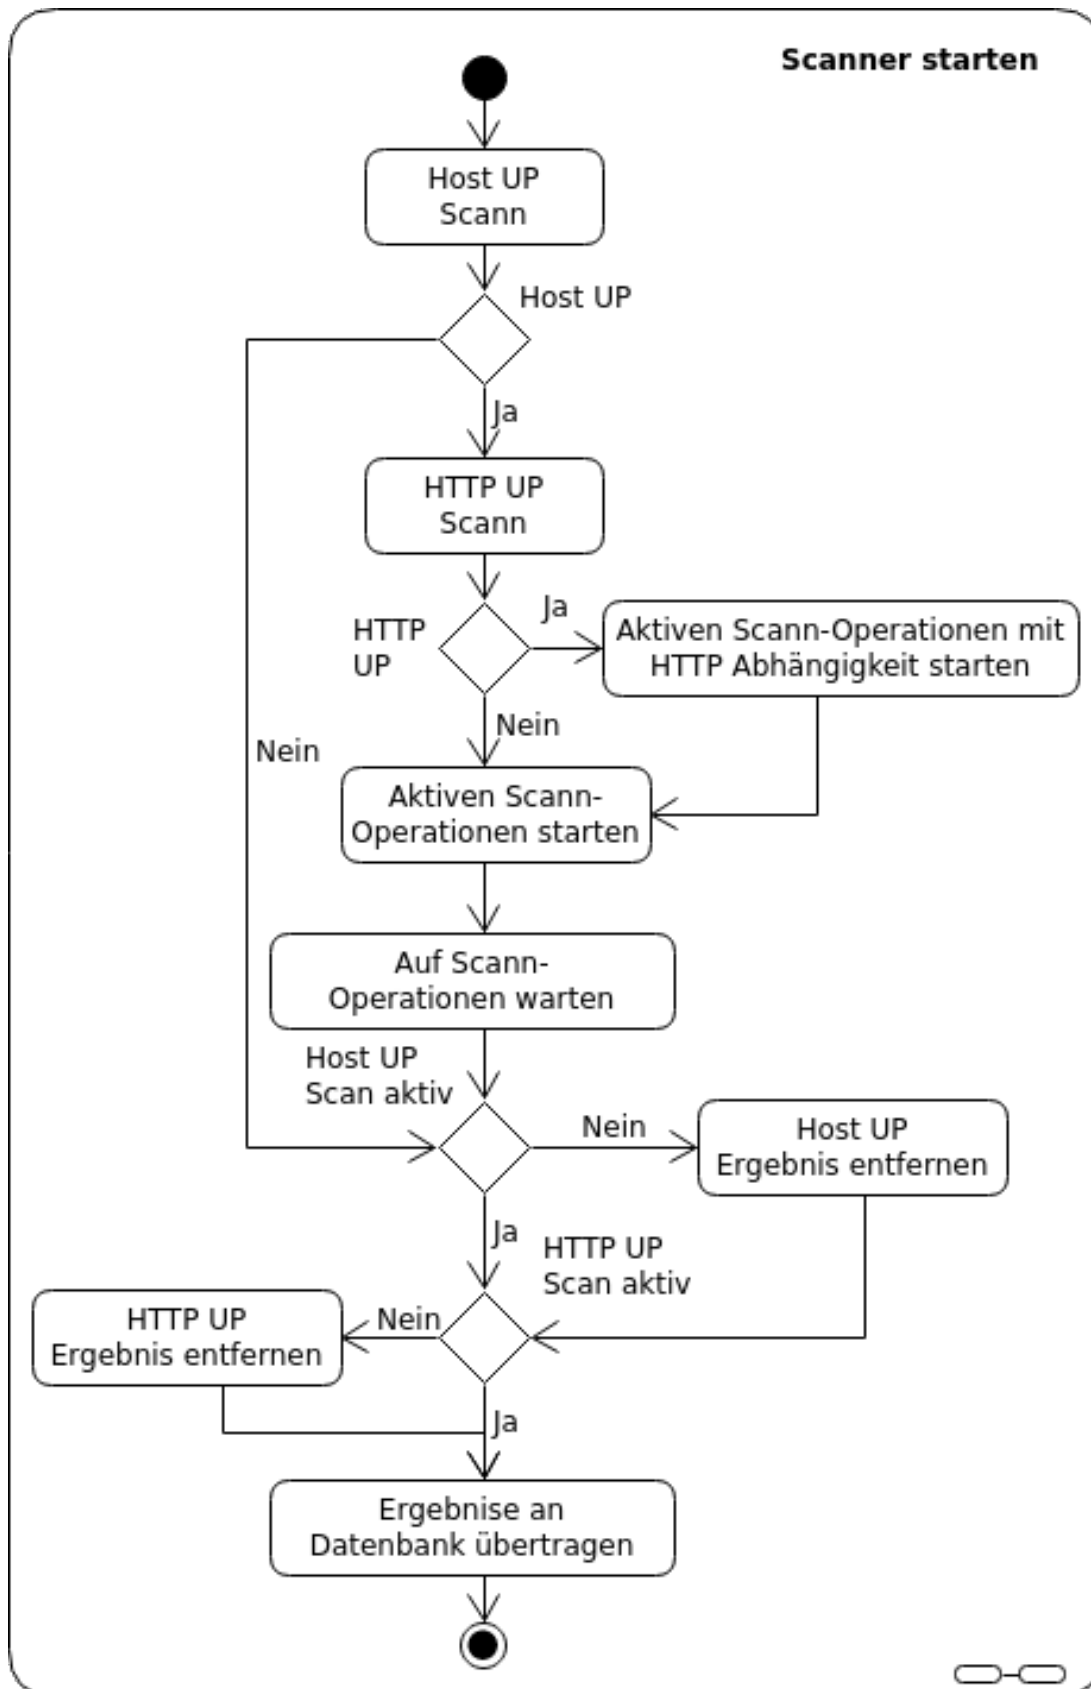 Scanner starten
Host UP
Scann
Host UP
Ja
HTTP UP
Scann
HTTP
UP
Ja
Aktiven Scann-Operationen mit
HTTP Abhängigkeit starten
Nein
Nein
Aktiven Scann-
Operationen starten
Auf Scann-
Operationen warten
Host UP
Scan aktiv
Nein
Host UP
Ergebnis entfernen
Ja
HTTP UP
Scan aktiv
Nein
HTTP UP
Ergebnis entfernen
Ja
Ergebnise an
Datenbank übertragen